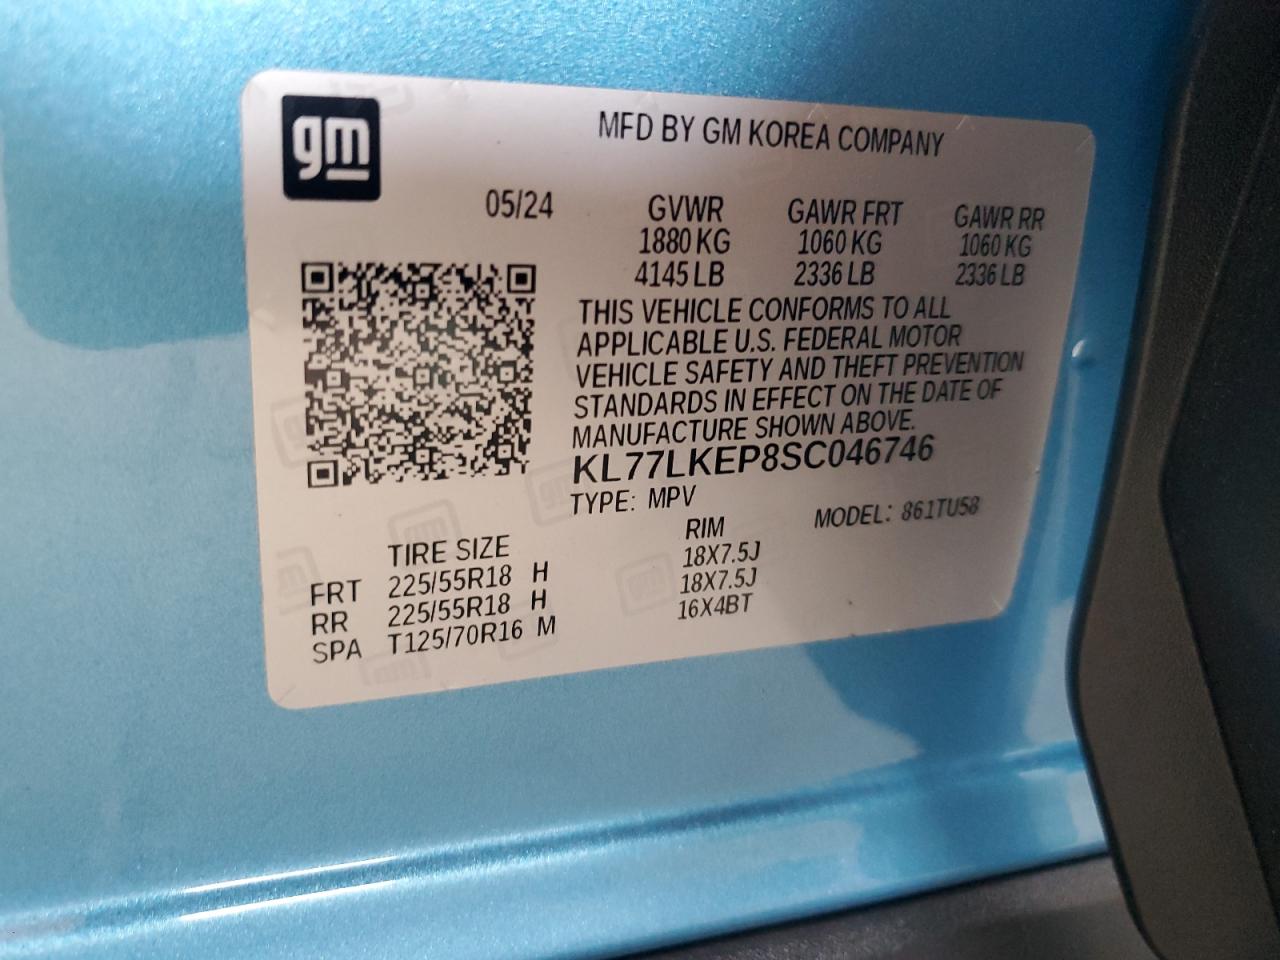 gm
MFD BY GM KOREA COMPANY
05/24 GVWR GAWR FRT GAWR RR
1880 KG 1060 KG 1060 KG
4145 LB 2336 LB 2336 LB
THIS VEHICLE CONFORMS TO ALL
APPLICABLE U.S. FEDERAL MOTOR
VEHICLE SAFETY AND THEFT PREVENTION
STANDARDS IN EFFECT ON THE DATE OF
MANUFACTURE SHOWN ABOVE.
KL77LKEP8SC046746
TYPE: MPV MODEL: 861TU58
TIRE SIZE RIM
FRT 225/55R18 H 18X7.5J
RR 225/55R18 H 18X7.5J
SPA T125/70R16 M 16X4BT